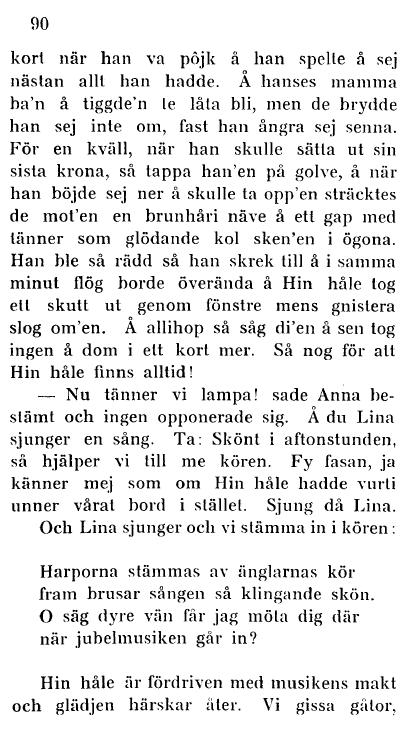 90
kort när han va pôjk å han spelte å sej
nästan allt han hadde. Å hanses mamma
ba'n å tiggde'n te låta bli, men de brydde
han sej inte om, fast han ångra sej senna.
För en kväll, när han skulle sätta ut sin
sista krona, så tappa han'en på golve, å när
han böjde sej ner å skulle ta opp'en sträcktes
de mot'en en brunhåri näve å ett gap med
tänner som glödande kol sken'en i ögona.
Han ble så rädd så han skrek till å i samma
minut flög borde överända å Hin håle tog
ett skutt ut genom fönstre mens gnistera
slog om'en. Å allihop så såg di'en å sen tog
ingen å dom i ett kort mer. Så nog för att
Hin håle finns alltid!
— Nu tänner vi lampa! sade Anna be-
stämt och ingen opponerade sig. Å du Lina
sjunger en sång. Ta: Skönt i aftonstunden,
så hjälper vi till me kören. Fy fasan, ja
känner mej som om Hin håle hadde vurti
unner vårat bord i stället. Sjung då Lina.
Och Lina sjunger och vi stämma in i kören:
Harporna stämmas av änglarnas kör
fram brusar sången så klingande skön.
O säg dyre vän får jag möta dig där
när jubelmusiken går in?
Hin håle är fördriven med musikens makt
och glädjen härskar åter. Vi gissa gåtor,